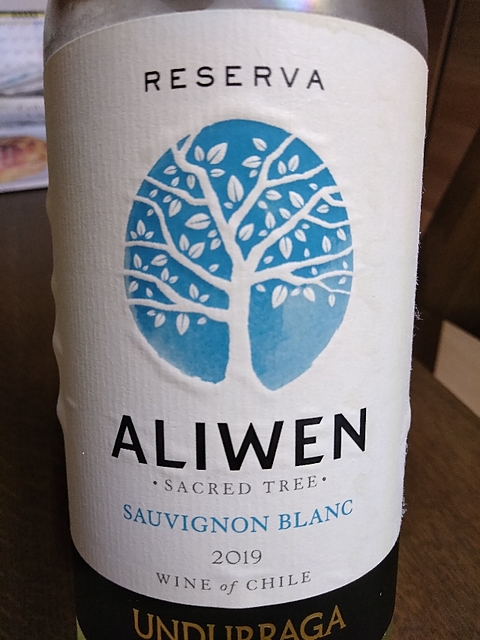 RESERVA
ALIWEN
•SACRED TREE•
SAUVIGNON BLANC
2019
WINE of CHILE
UNDURRAGA